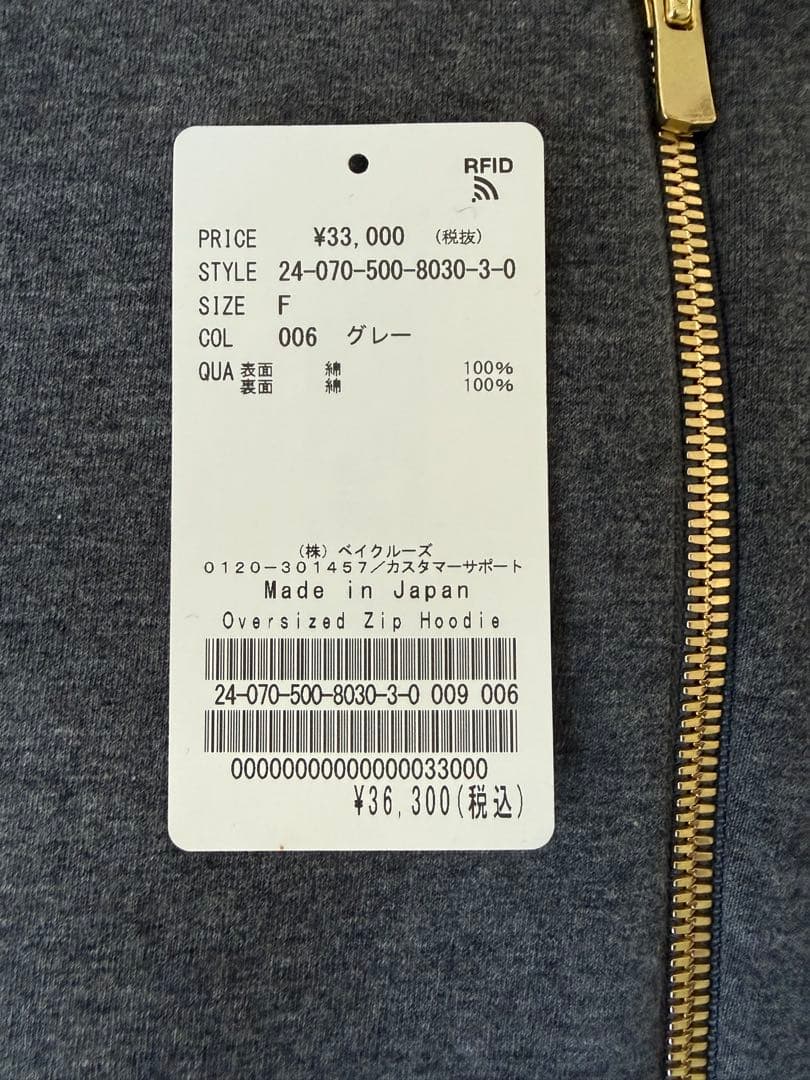 RFID
PRICE ¥33,000 (税抜)
STYLE 24-070-500-8030-3-0
SIZE F
COL 006 グレー
QUA 表面 綿 100%
裏面 綿 100%
(株) ベイクルーズ
0120-301457/カスタマーサポート
Made in Japan
Oversized Zip Hoodie
24-070-500-8030-3-0 009 006
00000000000000033000
¥36,300(税込)